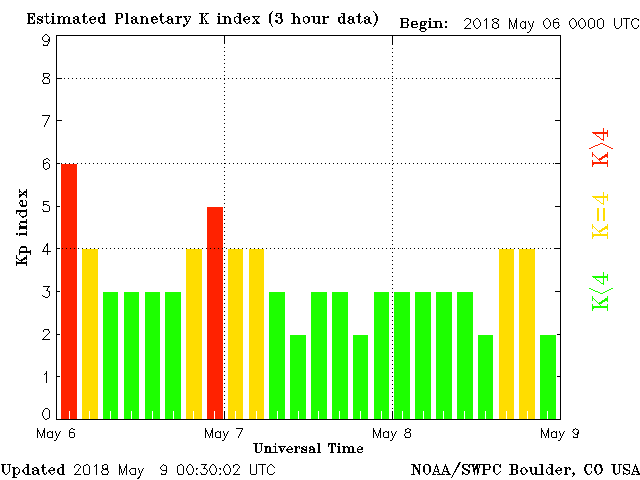 Estimated Planetary K index (3 hour data)
Begin: 2018 May 06 0000 UTC
9
8
7
6
5
4
3
2
1
0
Kp index
K>4
K=4
K<4
May 6
May 7
May 8
May 9
Universal Time
Updated 2018 May 9 00:30:02 UTC
NOAA/SWPC Boulder, CO USA